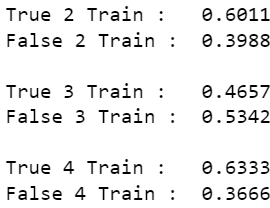 True 2 Train :   0.6011
False 2 Train :  0.3988
True 3 Train :   0.4657
False 3 Train :  0.5342
True 4 Train :   0.6333
False 4 Train :  0.3666